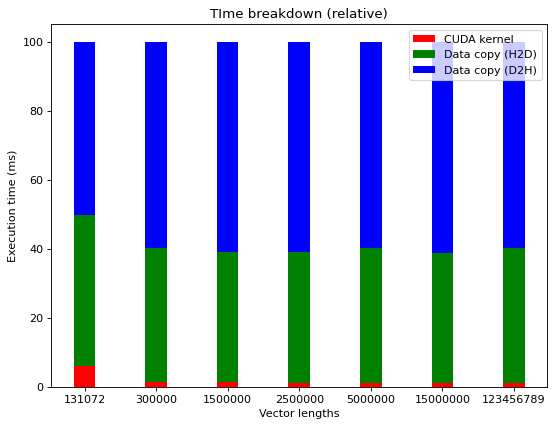 TIme breakdown (relative)
CUDA kernel
Data copy (H2D)
Data copy (D2H)
Execution time (ms)
100
80
60
40
20
0
131072 300000 1500000 2500000 5000000 15000000 123456789
Vector lengths